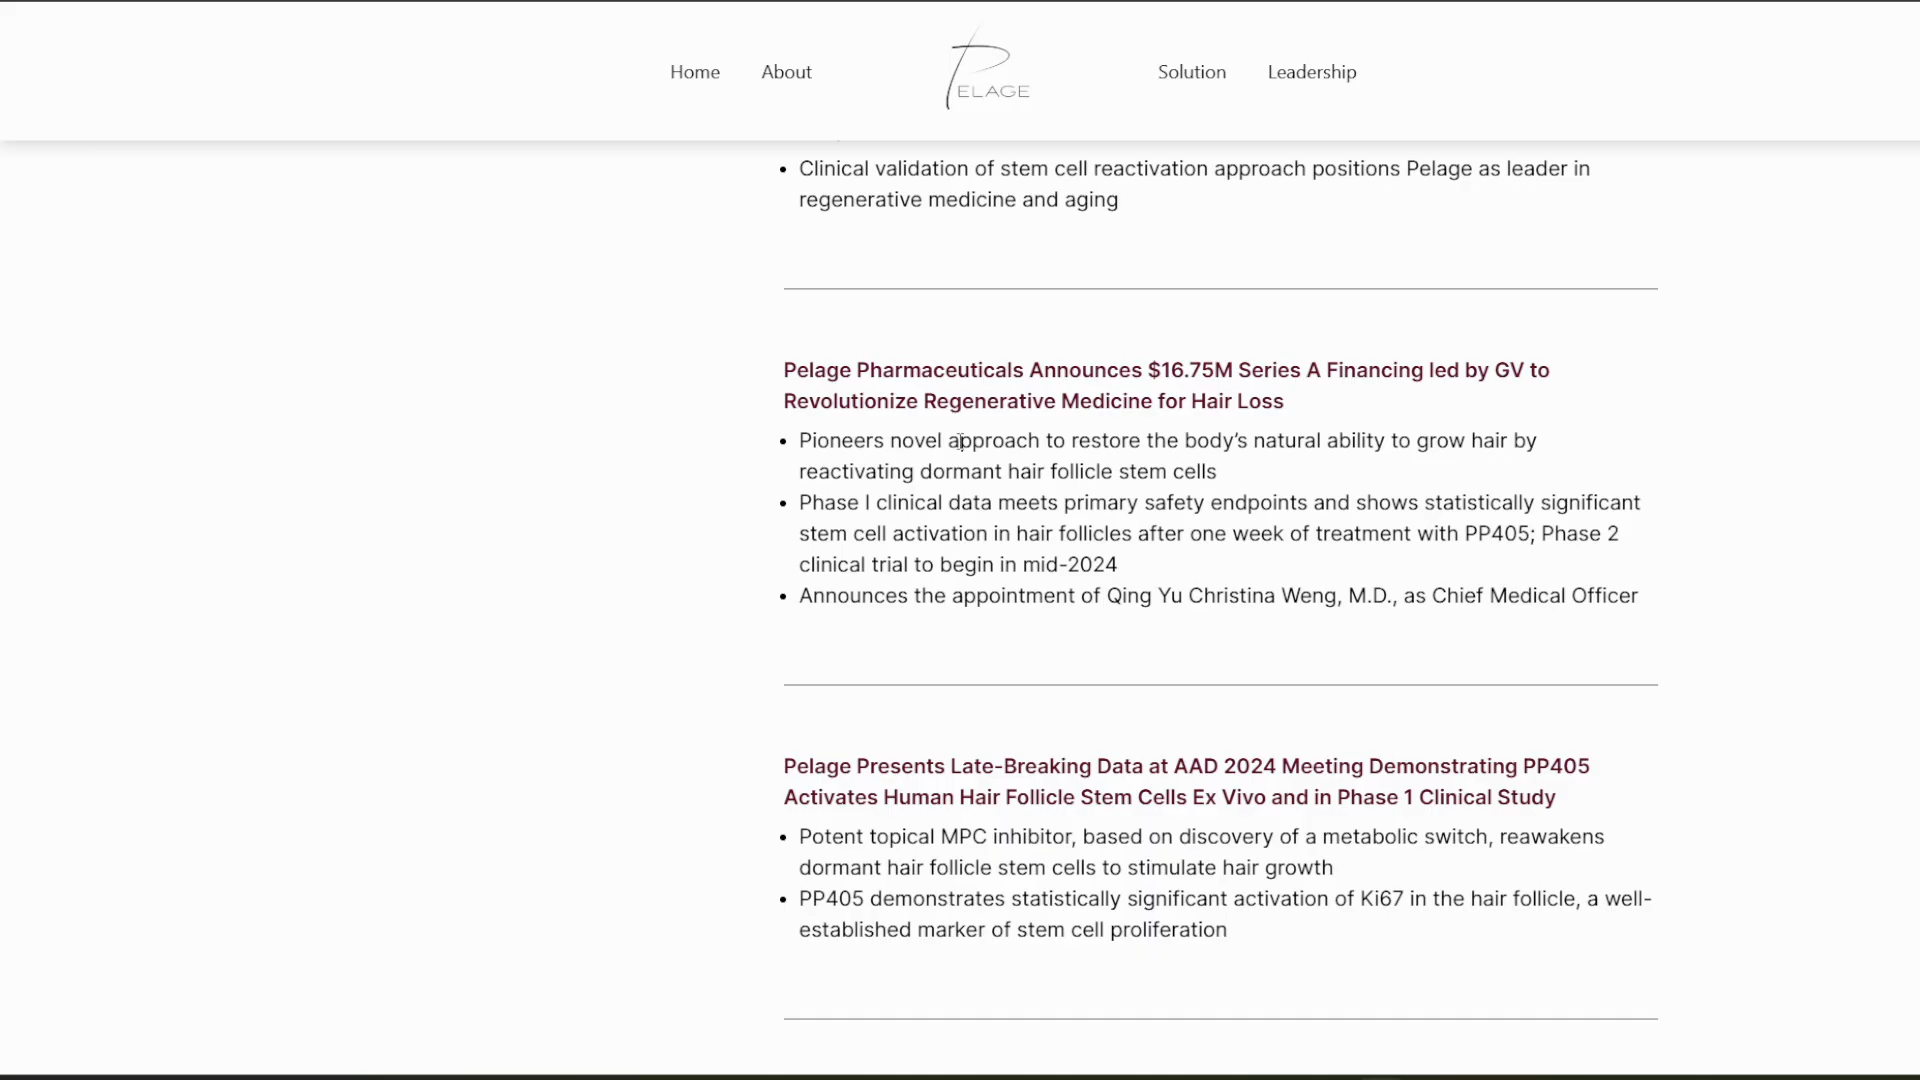 Home About PELAGE Solution Leadership
• Clinical validation of stem cell reactivation approach positions Pelage as leader in
regenerative medicine and aging
Pelage Pharmaceuticals Announces $16.75M Series A Financing led by GV to
Revolutionize Regenerative Medicine for Hair Loss
• Pioneers novel approach to restore the body’s natural ability to grow hair by
reactivating dormant hair follicle stem cells
• Phase I clinical data meets primary safety endpoints and shows statistically significant
stem cell activation in hair follicles after one week of treatment with PP405; Phase 2
clinical trial to begin in mid-2024
• Announces the appointment of Qing Yu Christina Weng, M.D., as Chief Medical Officer
Pelage Presents Late-Breaking Data at AAD 2024 Meeting Demonstrating PP405
Activates Human Hair Follicle Stem Cells Ex Vivo and in Phase 1 Clinical Study
• Potent topical MPC inhibitor, based on discovery of a metabolic switch, reawakens
dormant hair follicle stem cells to stimulate hair growth
• PP405 demonstrates statistically significant activation of Ki67 in the hair follicle, a well-
established marker of stem cell proliferation